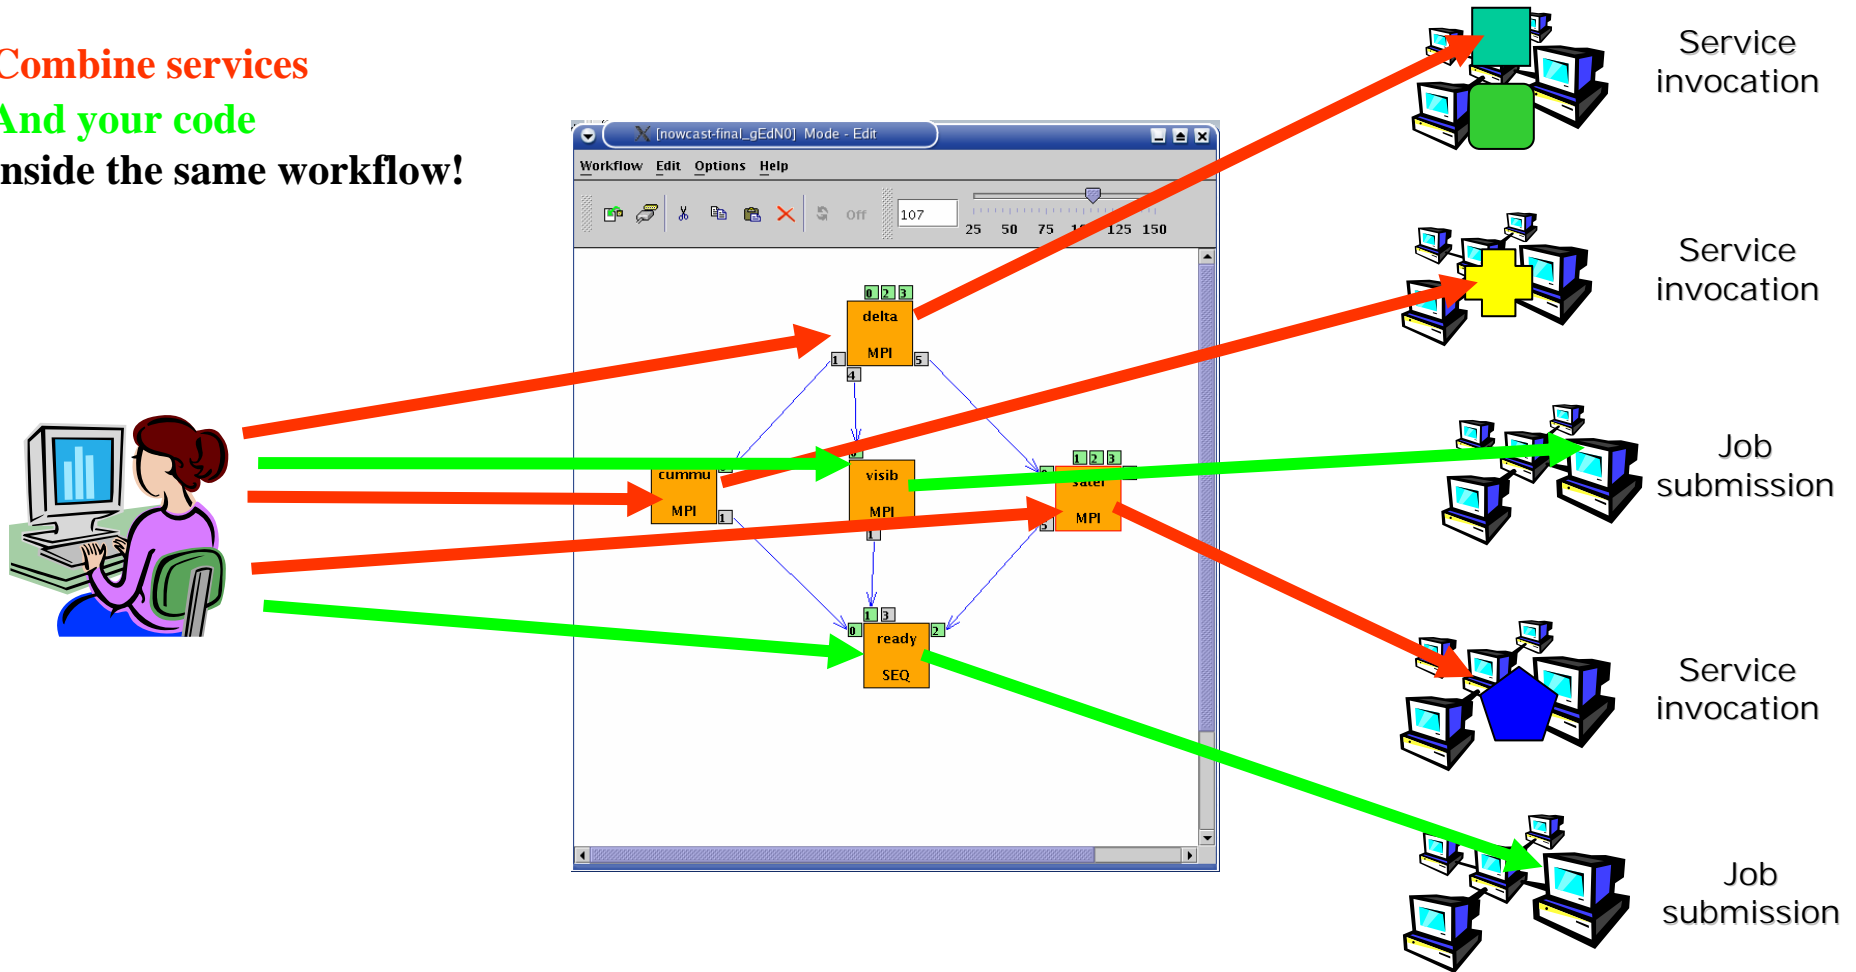 Combine services
And your code
nside the same workflow!
[nowcast-final_gEdN0] Mode - Edit
Workflow Edit Options Help
Off
107
25 50 75 125 150
0 2 3
delta
MPI
1 5
4
cummu
MPI
1
visib
MPI
1
1 2 3
satel
MPI
5
1 3
0 2
ready
SEQ
Service
invocation
Service
invocation
Job
submission
Service
invocation
Job
submission